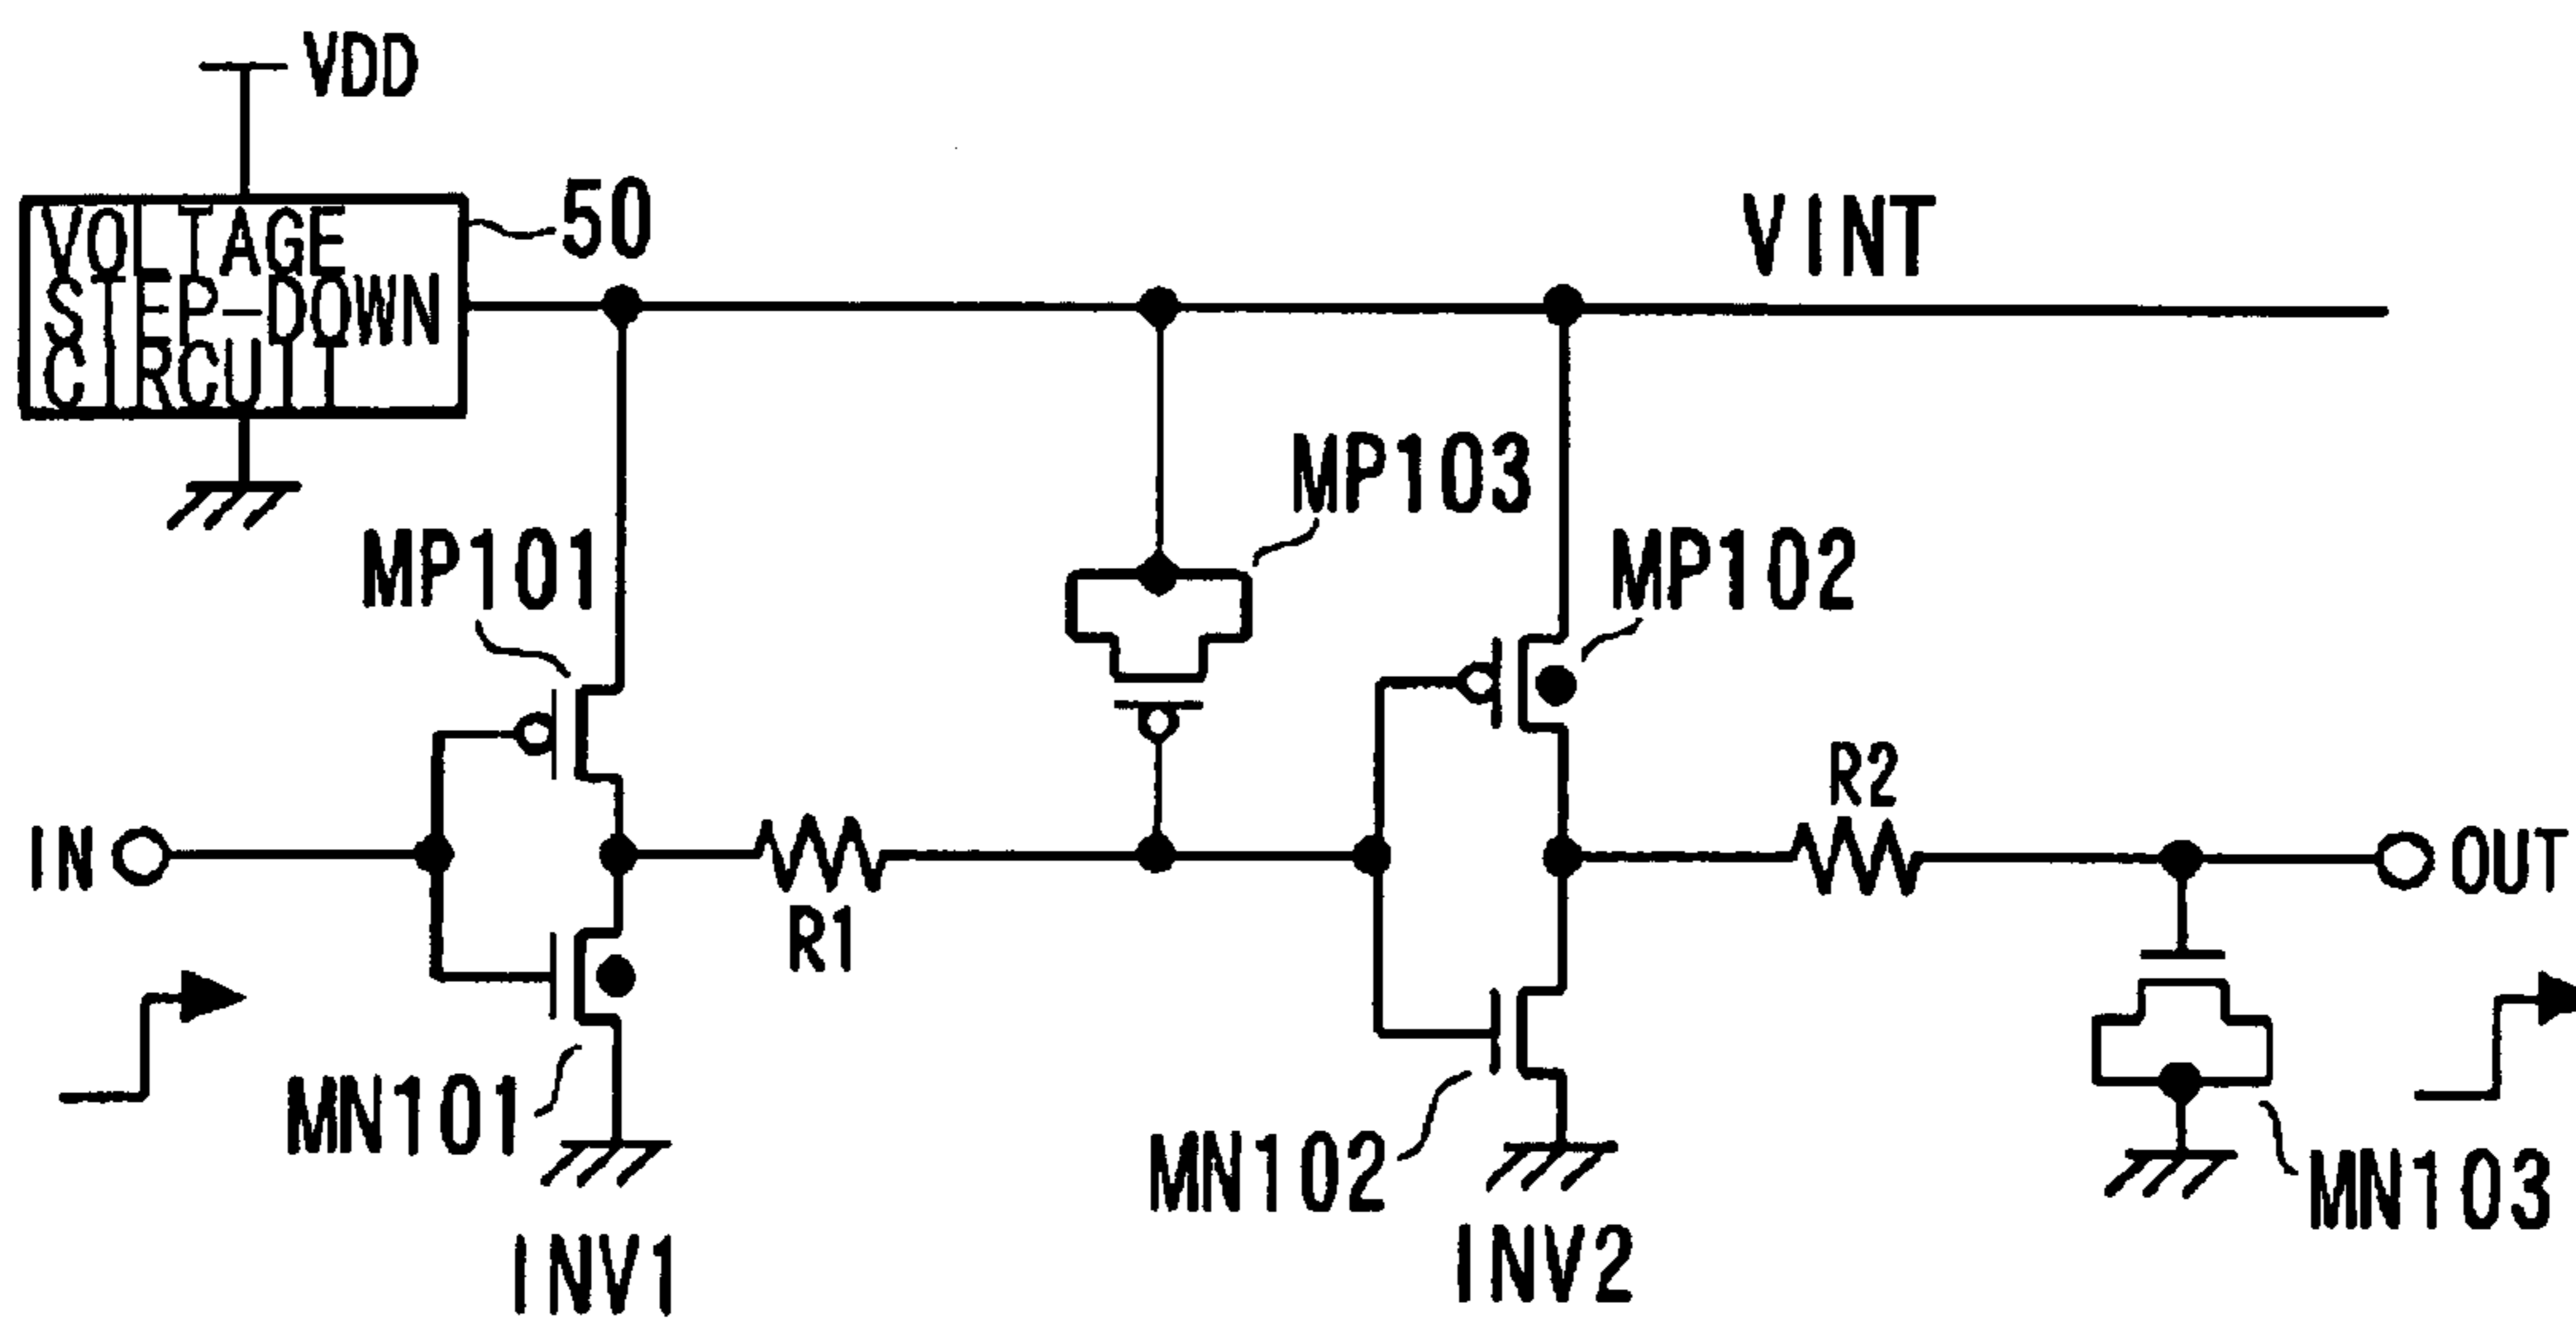 VDD
VOLTAGE
STEP-DOWN
CIRCUIT
50
VINT
MP103
MP101
MP102
R2
IN
OUT
R1
MN101
MN102
MN103
INV1
INV2